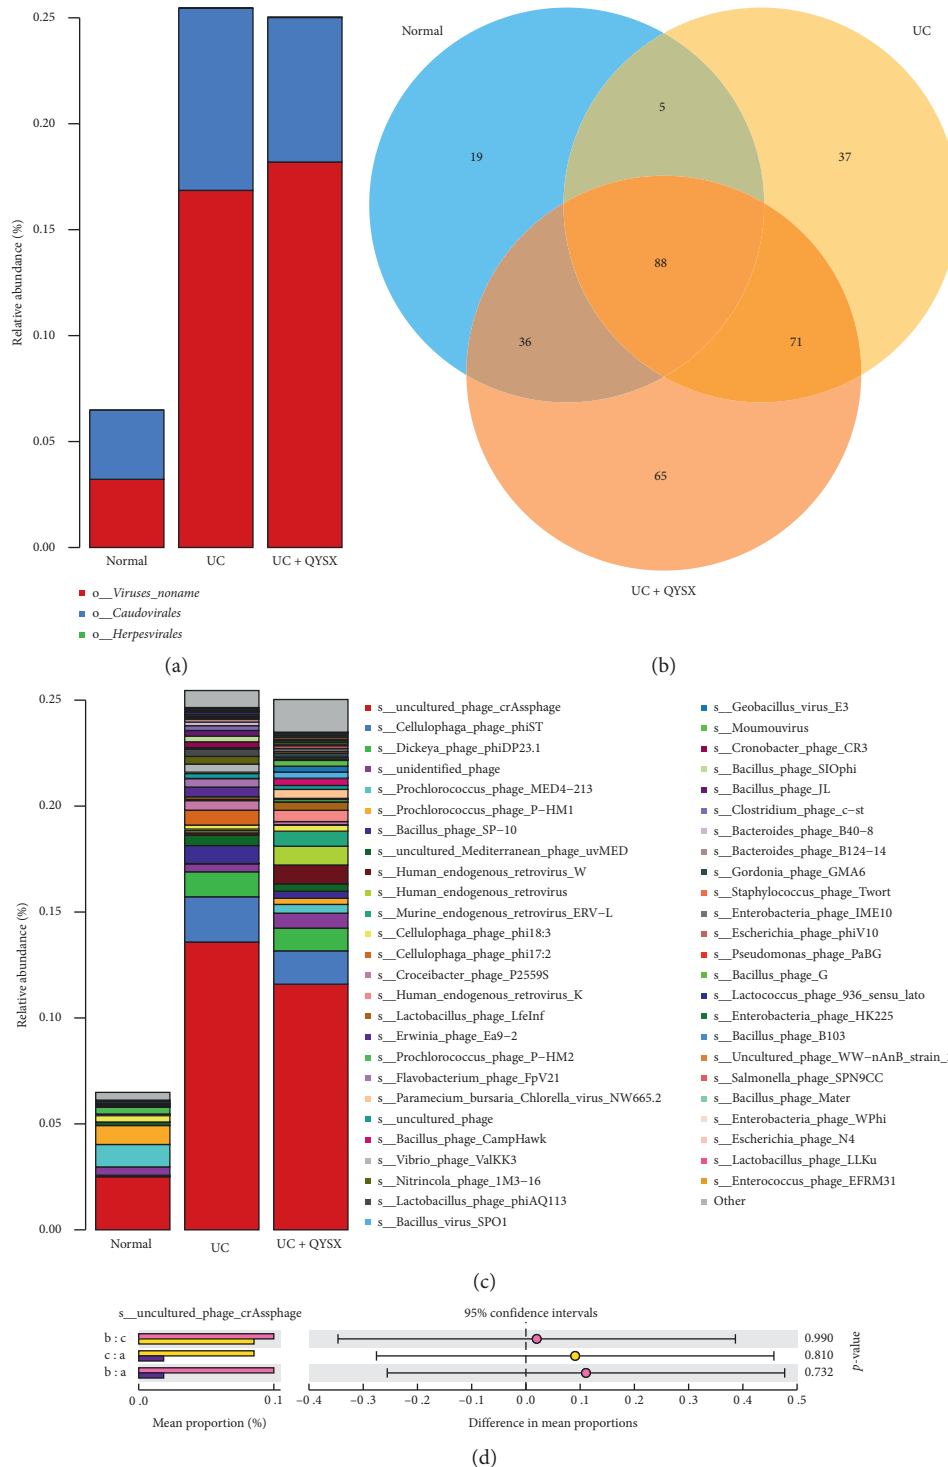 0.25
0.20
0.15
0.10
0.05
0.00
Relative abundance (%)
Normal
UC
UC + QYSX
o__Viruses_noname
o__Caudovirales
o__Herpesvirales
(a)
Normal
UC
5
19
37
88
36
71
65
UC + QYSX
(b)
0.25
0.20
0.15
0.10
0.05
0.00
Relative abundance (%)
Normal
UC
UC + QYSX
s__uncultured_phage_crAssphage
s__Cellulophaga_phage_phiST
s__Dickeya_phage_phiDP23.1
s__unidentified_phage
s__Prochlorococcus_phage_MED4−213
s__Prochlorococcus_phage_P−HM1
s__Bacillus_phage_SP−10
s__uncultured_Mediterranean_phage_uvMED
s__Human_endogenous_retrovirus_W
s__Human_endogenous_retrovirus
s__Murine_endogenous_retrovirus_ERV−L
s__Cellulophaga_phage_phi18:3
s__Cellulophaga_phage_phi17:2
s__Croceibacter_phage_P2559S
s__Human_endogenous_retrovirus_K
s__Lactobacillus_phage_LfeInf
s__Erwinia_phage_Ea9−2
s__Prochlorococcus_phage_P−HM2
s__Flavobacterium_phage_FpV21
s__Paramecium_bursaria_Chlorella_virus_NW665.2
s__uncultured_phage
s__Bacillus_phage_CampHawk
s__Vibrio_phage_ValKK3
s__Nitrincola_phage_1M3−16
s__Lactobacillus_phage_phiAQ113
s__Bacillus_virus_SPO1
s__Geobacillus_virus_E3
s__Moumouvirus
s__Cronobacter_phage_CR3
s__Bacillus_phage_SIOphi
s__Bacillus_phage_JL
s__Clostridium_phage_c−st
s__Bacteroides_phage_B40−8
s__Bacteroides_phage_B124−14
s__Gordonia_phage_GMA6
s__Staphylococcus_phage_Twort
s__Enterobacteria_phage_IME10
s__Escherichia_phage_phiV10
s__Pseudomonas_phage_PaBG
s__Bacillus_phage_G
s__Lactococcus_phage_936_sensu_lato
s__Enterobacteria_phage_HK225
s__Bacillus_phage_B103
s__Uncultured_phage_WW−nAnB_strain_
s__Salmonella_phage_SPN9CC
s__Bacillus_phage_Mater
s__Enterobacteria_phage_WPhi
s__Escherichia_phage_N4
s__Lactobacillus_phage_LLKu
s__Enterococcus_phage_EFRM31
Other
(c)
s__uncultured_phage_crAssphage
95% confidence intervals
b : c
c : a
b : a
0.990
0.810
0.732
p-value
0.0 0.1
Mean proportion (%)
−0.4 −0.3 −0.2 −0.1 0.0 0.1 0.2 0.3 0.4 0.5
Difference in mean proportions
(d)